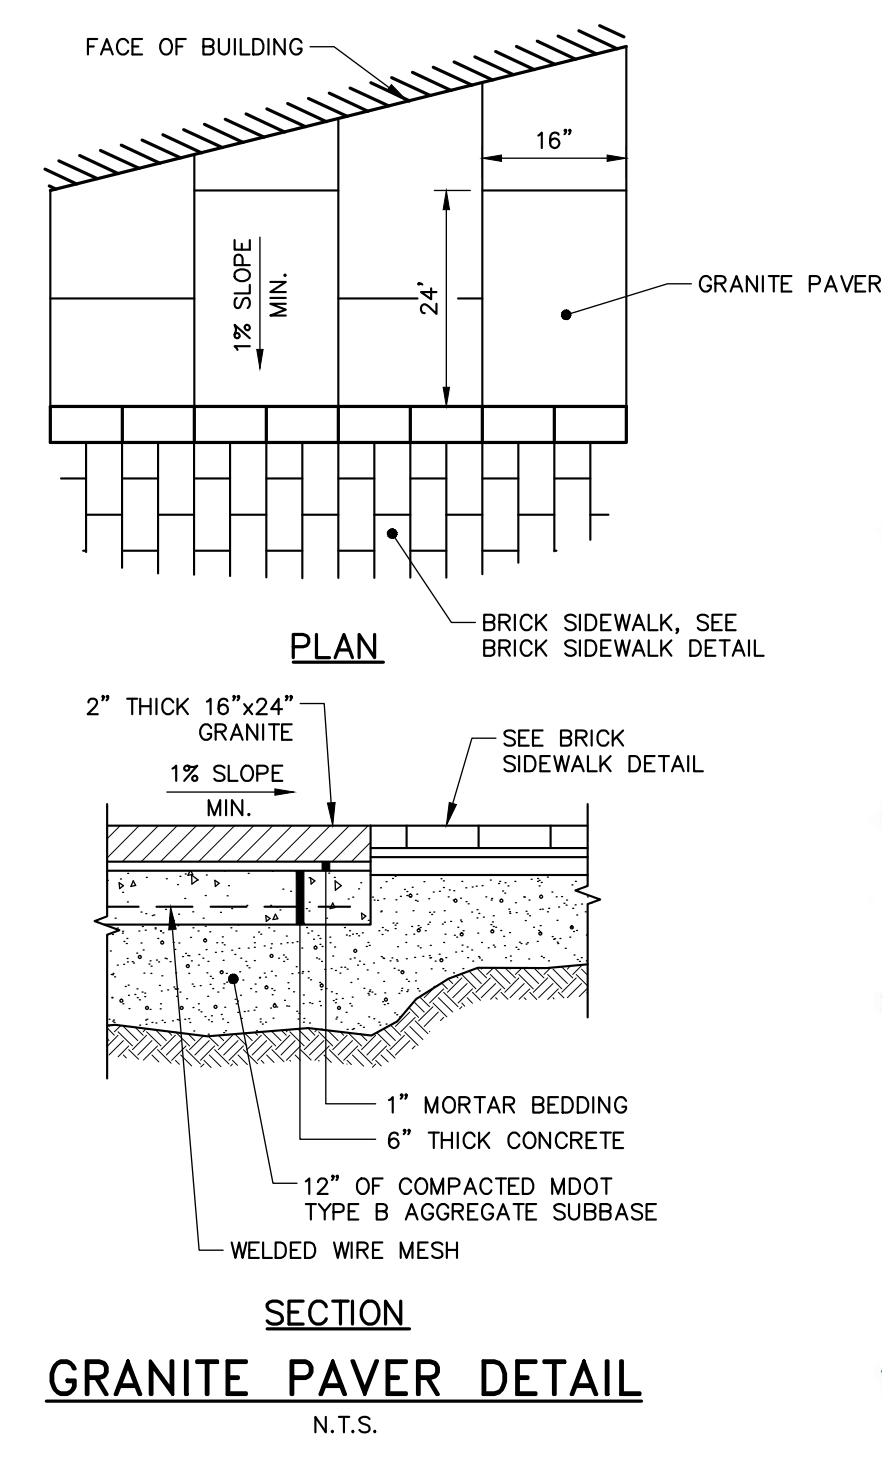 FACE OF BUILDING
16”
1% SLOPE
MIN.
24'
GRANITE PAVER
BRICK SIDEWALK, SEE
BRICK SIDEWALK DETAIL
PLAN
2” THICK 16”x24”
GRANITE
SEE BRICK
SIDEWALK DETAIL
1% SLOPE
MIN.
1” MORTAR BEDDING
6” THICK CONCRETE
12” OF COMPACTED MDOT
TYPE B AGGREGATE SUBBASE
WELDED WIRE MESH
SECTION
GRANITE PAVER DETAIL
N.T.S.